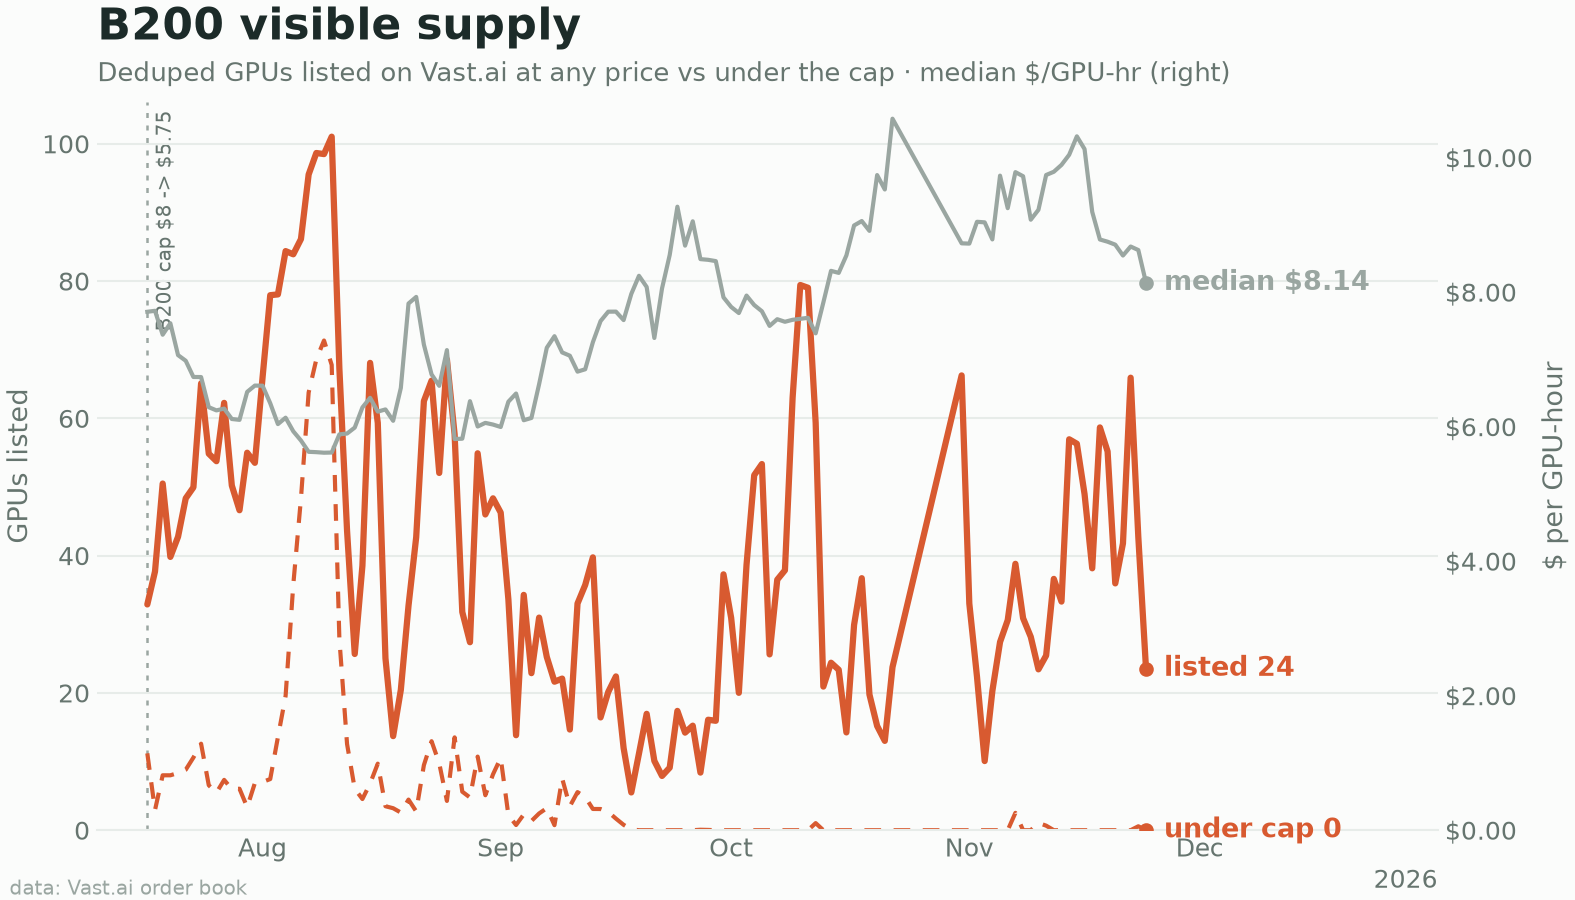 B200 visible supply
Deduped GPUs listed on Vast.ai at any price vs under the cap · median $/GPU-hr (right)
B200 cap $8 -> $5.75
GPUs listed
100
80
60
40
20
0
$10.00
$8.00
$6.00
$4.00
$2.00
$0.00
$ per GPU-hour
median $8.14
listed 24
under cap 0
Aug
Sep
Oct
Nov
Dec
2026
data: Vast.ai order book